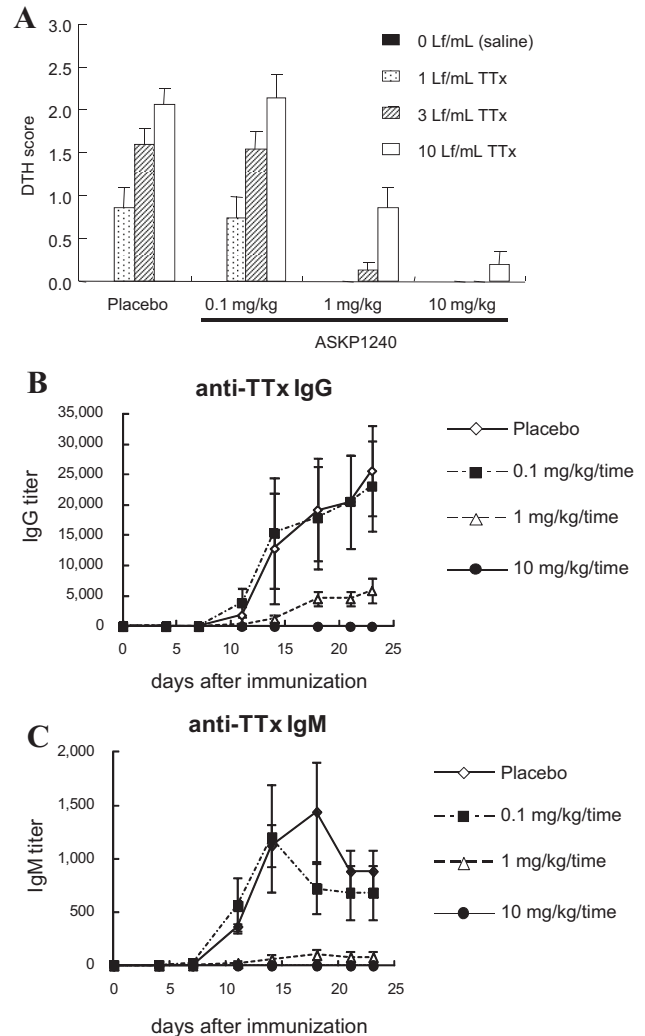 A
DTH score
3.0
2.5
2.0
1.5
1.0
0.5
0.0
0 Lf/mL (saline)
1 Lf/mL TTx
3 Lf/mL TTx
10 Lf/mL TTx
Placebo 0.1 mg/kg 1 mg/kg 10 mg/kg
ASKP1240
B
anti-TTx IgG
IgG titer
35,000
30,000
25,000
20,000
15,000
10,000
5,000
0
0 5 10 15 20 25
days after immunization
Placebo
0.1 mg/kg/time
1 mg/kg/time
10 mg/kg/time
C
anti-TTx IgM
IgM titer
2,000
1,500
1,000
500
0
0 5 10 15 20 25
days after immunization
Placebo
0.1 mg/kg/time
1 mg/kg/time
10 mg/kg/time